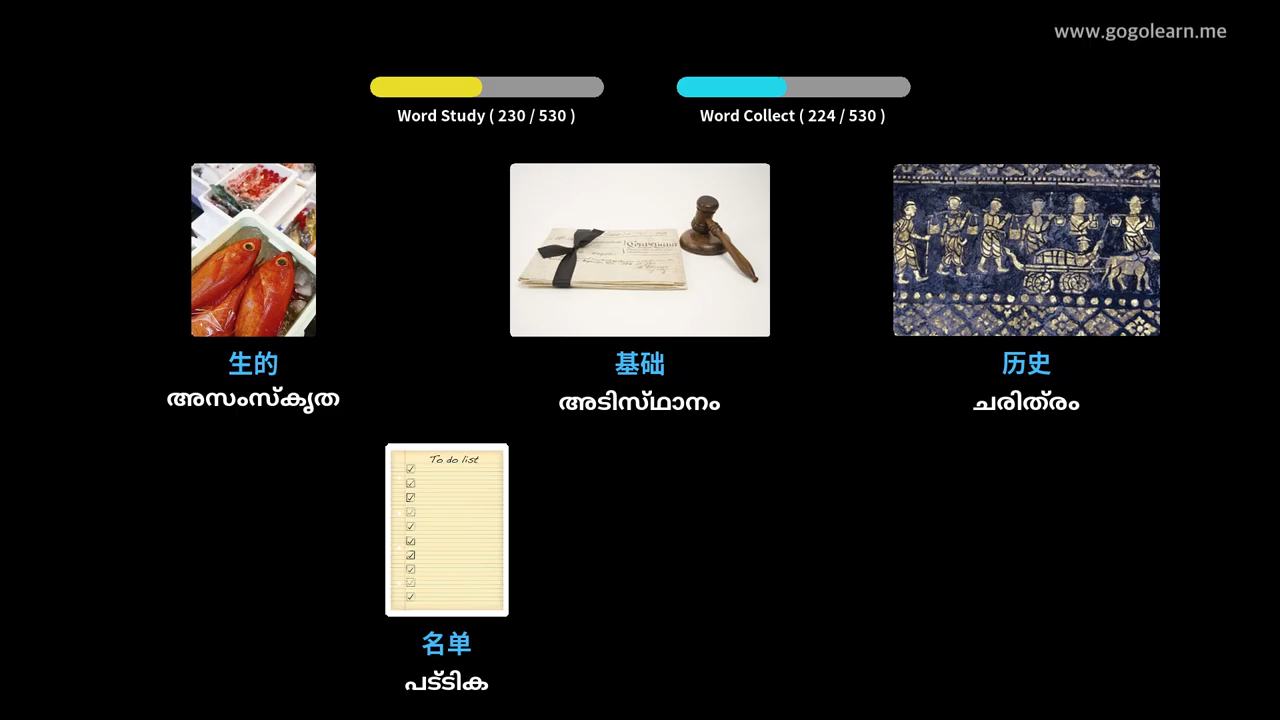 www.gogolearn.me
Word Study ( 230 / 530 )
Word Collect ( 224 / 530 )
生的
基础
历史
അസംസ്കൃത
അടിസ്ഥാനം
ചരിത്രം
To do list
名单
പട്ടിക